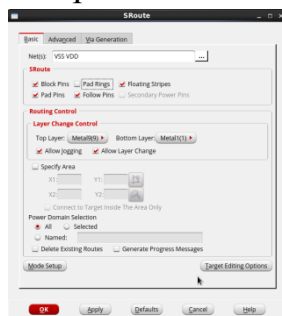 SRoute
Basic Advanced Via Generation
Net(s): VSS VDD ...
SRoute
Block Pins Pad Rings Floating Stripes
Pad Pins Follow Pins Secondary Power Pins
Routing Control
Layer Change Control
Top Layer: Metal9(9) Bottom Layer: Metal1(1)
Allow Jogging Allow Layer Change
Specify Area
X1: Y1:
X2: Y2:
Connect to Target Inside The Area Only
Power Domain Selection
All Selected
Named:
Delete Existing Routes Generate Progress Messages
Mode Setup Target Editing Options
OK Apply Defaults Cancel Help